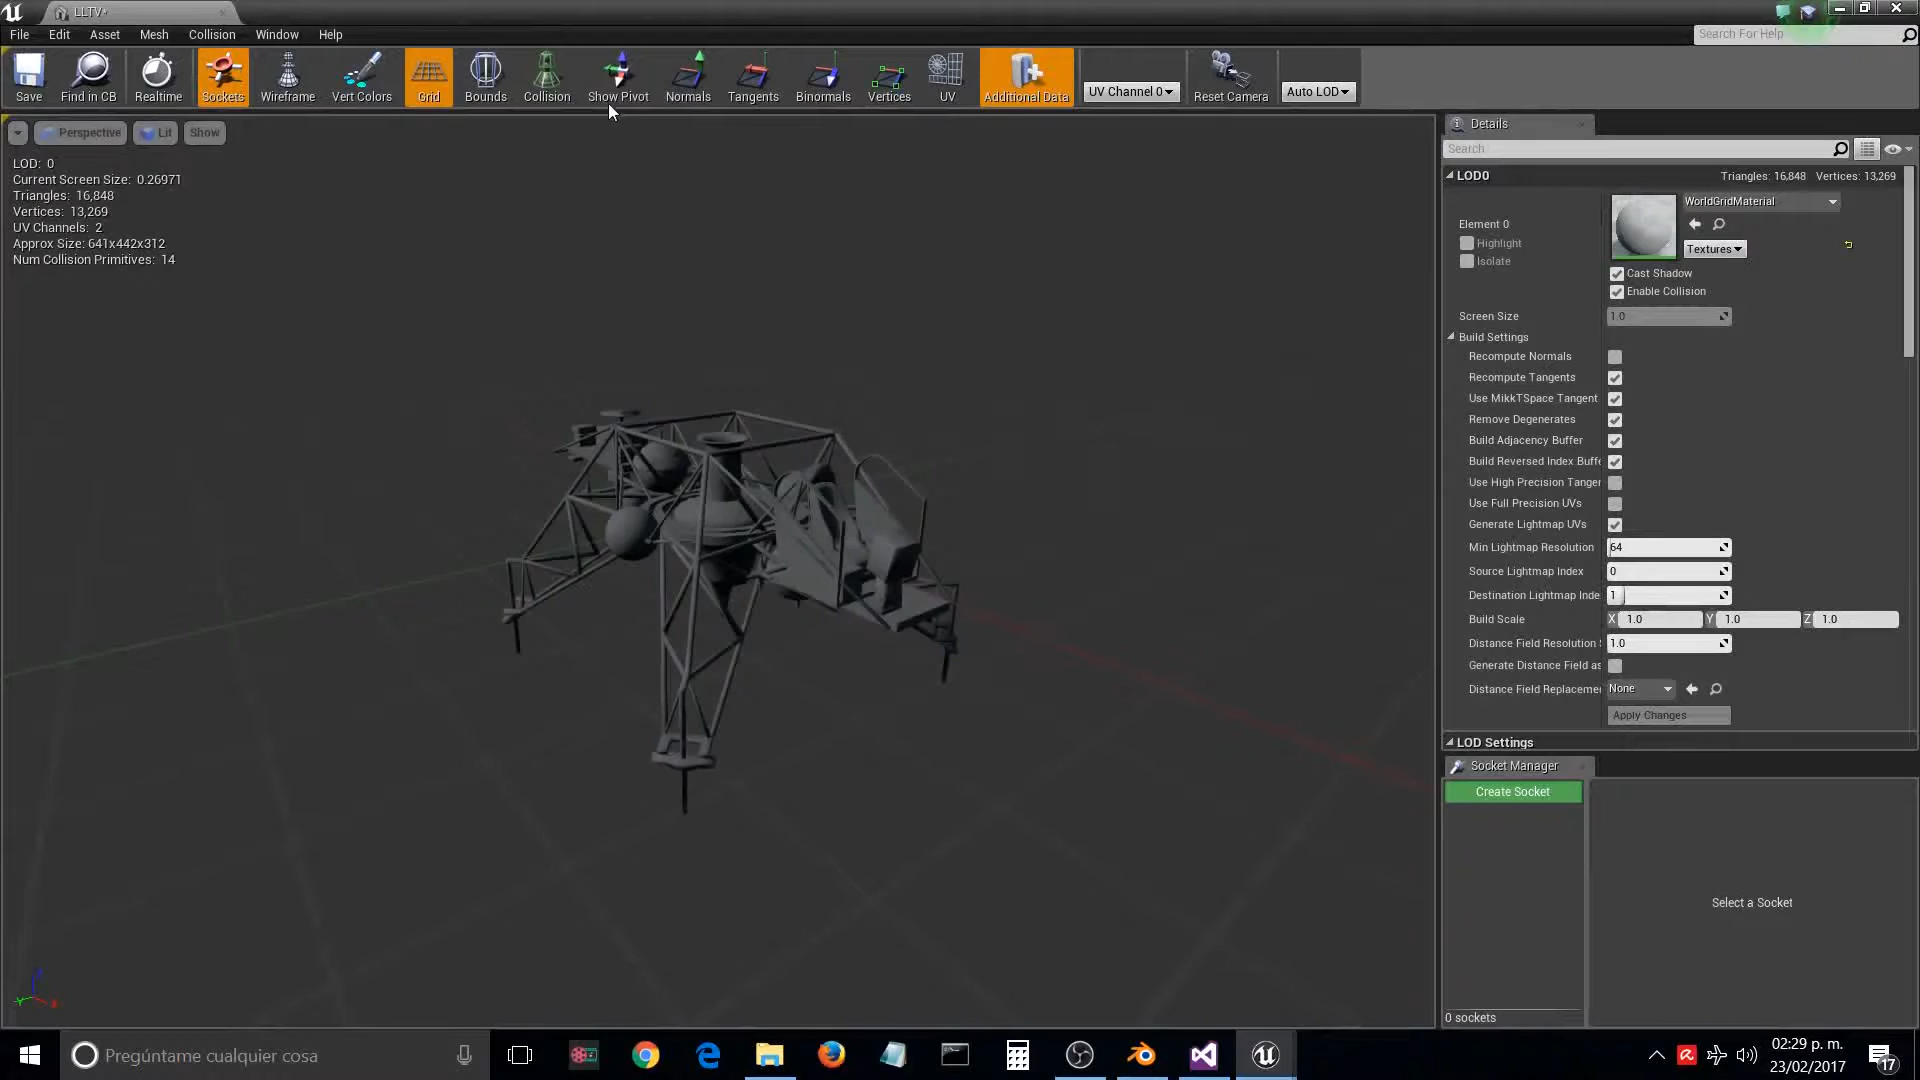 LLTV*
File Edit Asset Mesh Collision Window Help
Search For Help
Save Find in CB Realtime Sockets Wireframe Vert Colors Grid Bounds Collision Show Pivot Normals Tangents Binormals Vertices UV Additional Data UV Channel 0 Reset Camera Auto LOD
Perspective Lit Show
LOD: 0
Current Screen Size: 0.26971
Triangles: 16,848
Vertices: 13,269
UV Channels: 2
Approx Size: 641x442x312
Num Collision Primitives: 14
Details
Search
LOD0 Triangles: 16,848 Vertices: 13,269
WorldGridMaterial
Element 0
Highlight
Isolate
Textures
Cast Shadow
Enable Collision
Screen Size 1.0
Build Settings
Recompute Normals
Recompute Tangents
Use MikkTSpace Tangent
Remove Degenerates
Build Adjacency Buffer
Build Reversed Index Buffe
Use High Precision Tanger
Use Full Precision UVs
Generate Lightmap UVs
Min Lightmap Resolution 64
Source Lightmap Index 0
Destination Lightmap Inde 1
Build Scale X 1.0 Y 1.0 Z 1.0
Distance Field Resolution 1.0
Generate Distance Field as
Distance Field Replaceme None
Apply Changes
LOD Settings
Socket Manager
Create Socket
Select a Socket
0 sockets
Pregúntame cualquier cosa
02:29 p. m.
23/02/2017
17